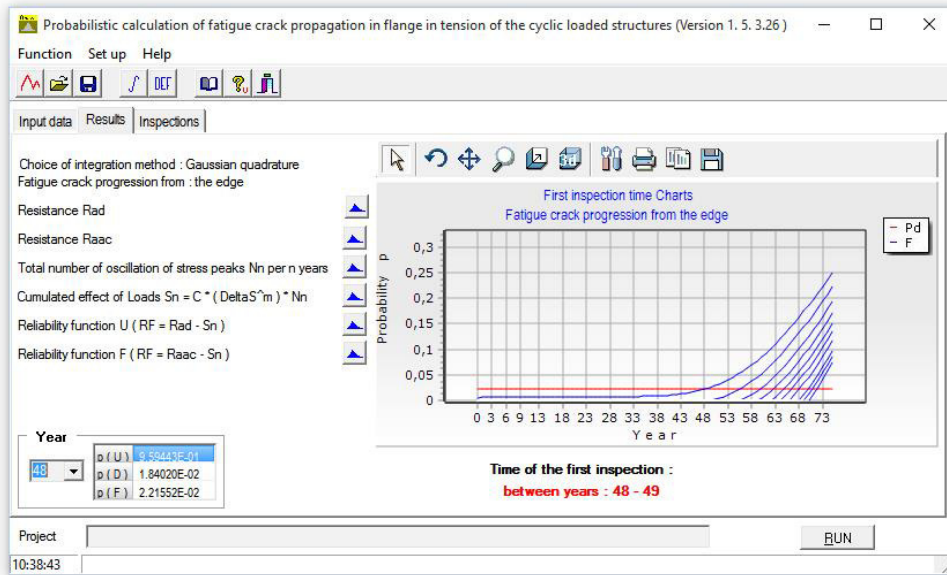 Probabilistic calculation of fatigue crack propagation in flange in tension of the cyclic loaded structures (Version 1. 5. 3.26 )
Function Set up Help
DEF
Input data Results Inspections
Choice of integration method : Gaussian quadrature
Fatigue crack progression from : the edge
Resistance Rad
Resistance Raac
Total number of oscillation of stress peaks Nn per n years
Cumulated effect of Loads Sn = C * ( DeltaS^m ) * Nn
Reliability function U ( RF = Rad - Sn )
Reliability function F ( RF = Raac - Sn )
Year
48
p ( U ) 9.59443E-01
p ( D ) 1.84020E-02
p ( F ) 2.21552E-02
3D
First inspection time Charts
Fatigue crack progression from the edge
Pd
F
Probability p
0,3
0,25
0,2
0,15
0,1
0,05
0
0 3 6 9 13 18 23 28 33 38 43 48 53 58 63 68 73
Year
Time of the first inspection :
between years : 48 - 49
Project
RUN
10:38:43